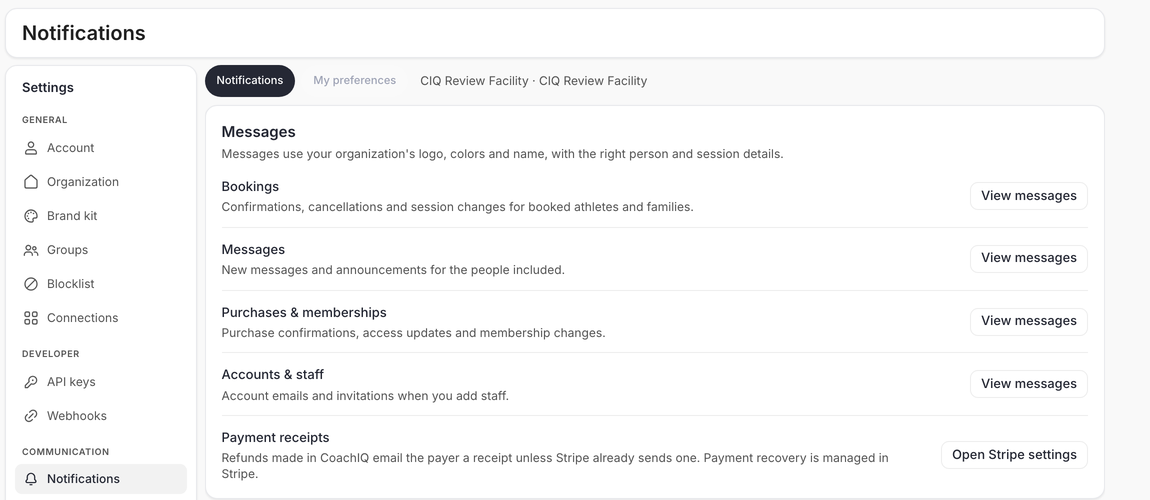 Notifications
Settings
GENERAL
Account
Organization
Brand kit
Groups
Blocklist
Connections
DEVELOPER
API keys
Webhooks
COMMUNICATION
Notifications
Notifications
My preferences
CIQ Review Facility · CIQ Review Facility
Messages
Messages use your organization's logo, colors and name, with the right person and session details.
Bookings
Confirmations, cancellations and session changes for booked athletes and families.
View messages
Messages
New messages and announcements for the people included.
View messages
Purchases & memberships
Purchase confirmations, access updates and membership changes.
View messages
Accounts & staff
Account emails and invitations when you add staff.
View messages
Payment receipts
Refunds made in CoachIQ email the payer a receipt unless Stripe already sends one. Payment recovery is managed in
Stripe.
Open Stripe settings